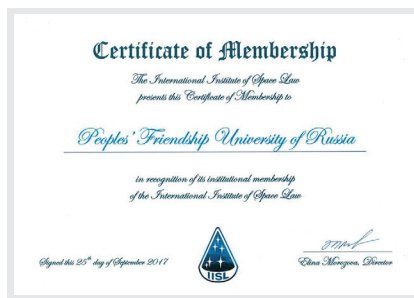 Certificate of Membership
The International Institute of Space Law
presents this Certificate of Membership to
Peoples' Friendship University of Russia
in recognition of its institutional membership
of the International Institute of Space Law
Signed this 25th day of September 2017
IISL
Elina Morozova, Director